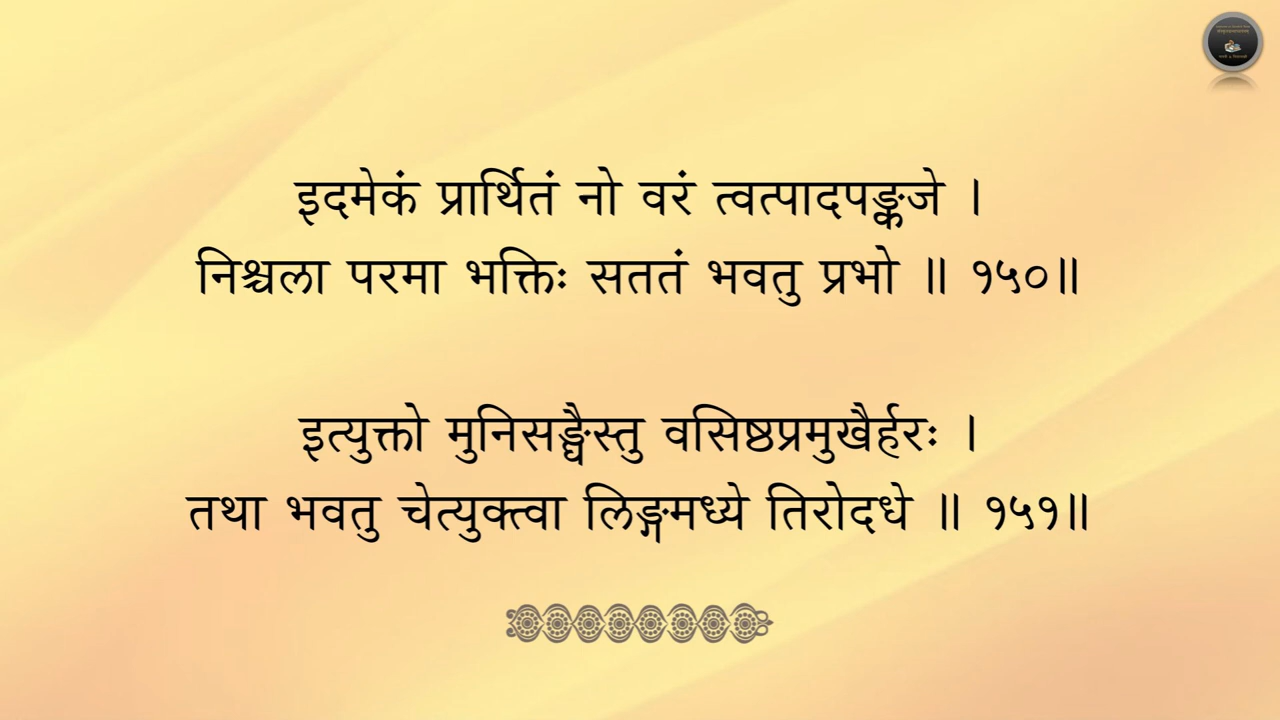 इदमेकं प्रार्थितं नो वरं त्वत्पादपङ्कजे ।
निश्चला परमा भक्तिः सततं भवतु प्रभो ॥ १५०॥
इत्युक्तो मुनिसङ्घैस्तु वसिष्ठप्रमुखैर्हरः ।
तथा भवतु चेत्युक्त्वा लिङ्गमध्ये तिरोदधे ॥ १५१॥